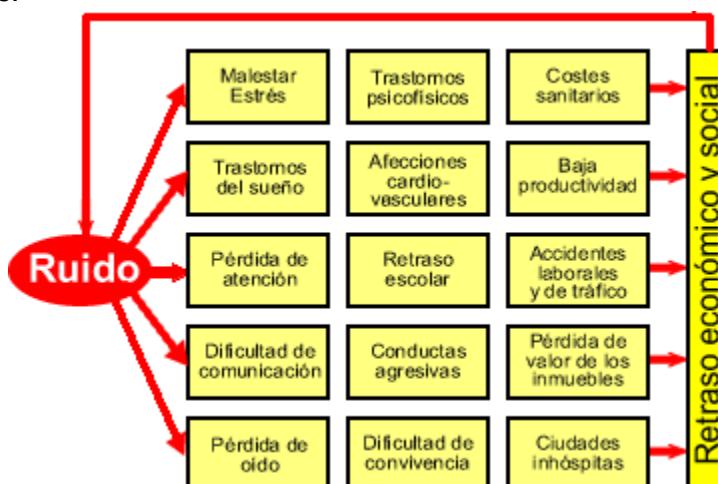 Malestar
Estrés
Trastornos
psicofísicos
Costes
sanitarios
Trastornos
del sueño
Afecciones
cardio-
vasculares
Baja
productividad
Ruido
Pérdida de
atención
Retraso
escolar
Accidentes
laborales
y de tráfico
Dificultad de
comunicación
Conductas
agresivas
Pérdida de
valor de los
inmuebles
Pérdida de
oido
Dificultad de
convivencia
Ciudades
inhóspitas
Retraso económico y social